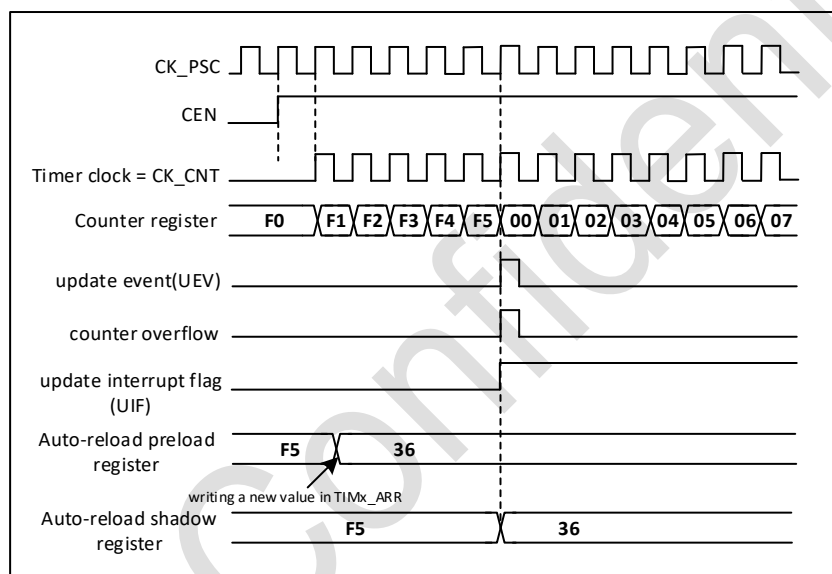 CK_PSC
CEN
Timer clock = CK_CNT
Counter register F0 F1 F2 F3 F4 F5 00 01 02 03 04 05 06 07
update event(UEV)
counter overflow
update interrupt flag
(UIF)
Auto-reload preload
register
F5 36
writing a new value in TIMx_ARR
Auto-reload shadow
register
F5 36
Confident